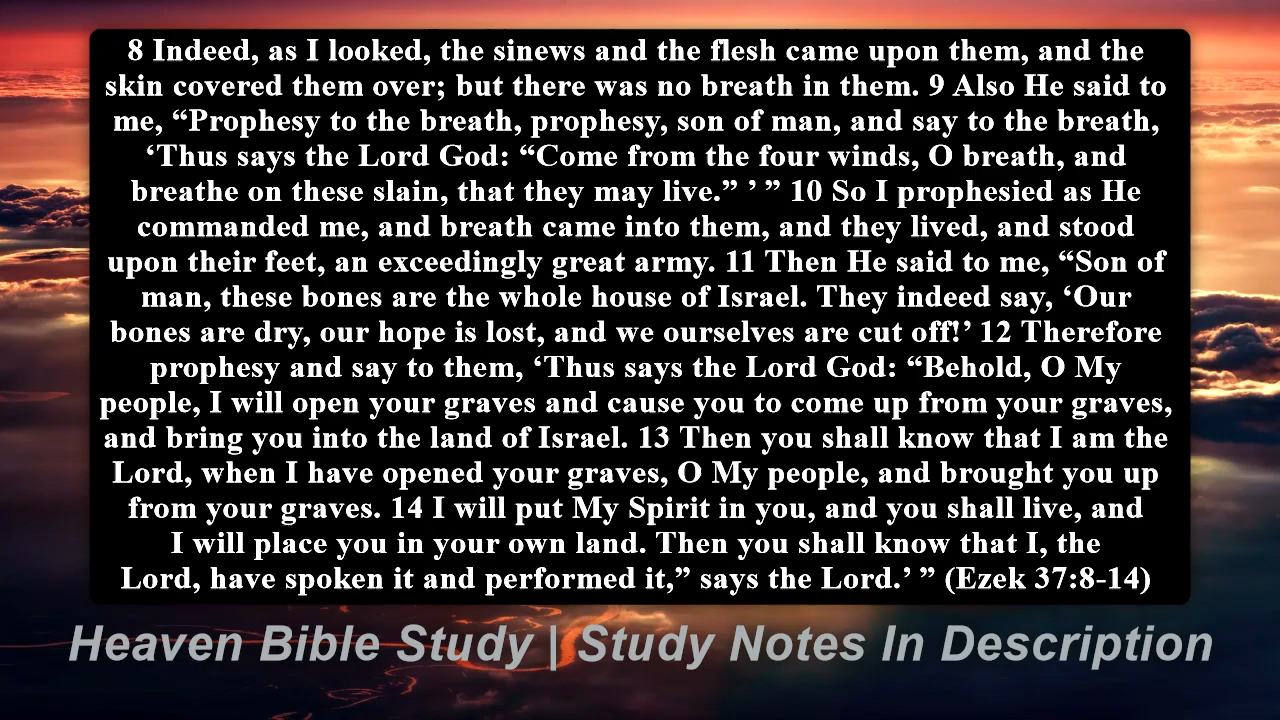 8 Indeed, as I looked, the sinews and the flesh came upon them, and the
skin covered them over; but there was no breath in them. 9 Also He said to
me, “Prophesy to the breath, prophesy, son of man, and say to the breath,
‘Thus says the Lord God: “Come from the four winds, O breath, and
breathe on these slain, that they may live.” ’ ” 10 So I prophesied as He
commanded me, and breath came into them, and they lived, and stood
upon their feet, an exceedingly great army. 11 Then He said to me, “Son of
man, these bones are the whole house of Israel. They indeed say, ‘Our
bones are dry, our hope is lost, and we ourselves are cut off!’ 12 Therefore
prophesy and say to them, ‘Thus says the Lord God: “Behold, O My
people, I will open your graves and cause you to come up from your graves,
and bring you into the land of Israel. 13 Then you shall know that I am the
Lord, when I have opened your graves, O My people, and brought you up
from your graves. 14 I will put My Spirit in you, and you shall live, and
I will place you in your own land. Then you shall know that I, the
Lord, have spoken it and performed it,” says the Lord.’ ” (Ezek 37:8-14)
Heaven Bible Study | Study Notes In Description